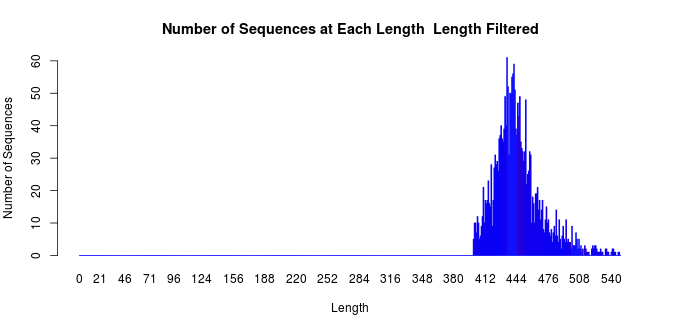 Number of Sequences at Each Length  Length Filtered
Number of Sequences
60
50
40
30
20
10
0
0 21 46 71 96 124 156 188 220 252 284 316 348 380 412 444 476 508 540
Length